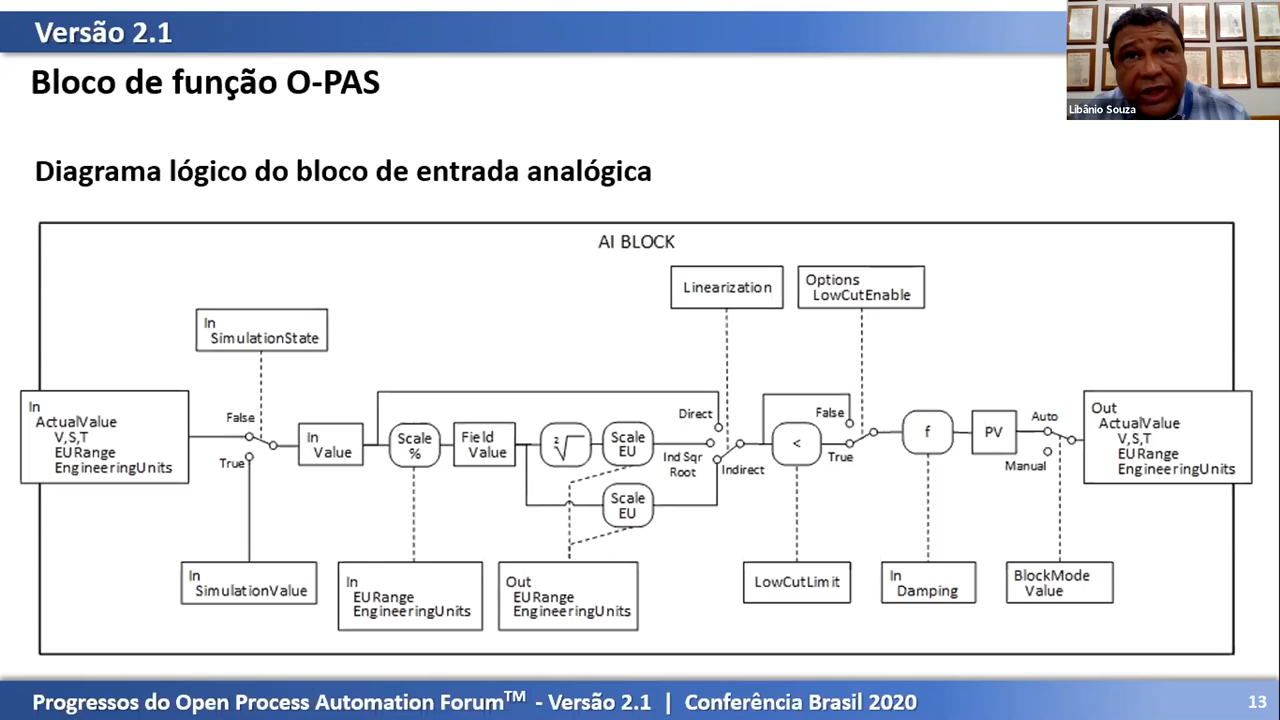 Versão 2.1
Libânio Souza
Bloco de função O-PAS
Diagrama lógico do bloco de entrada analógica
AI BLOCK
Linearization
Options
LowCutEnable
In
SimulationState
In
ActualValue
V,S,T
EURange
EngineeringUnits
False
True
In
Value
Scale
%
Field
Value
2
Scale
EU
Scale
EU
Direct
Ind Sqr
Root
Indirect
<
False
True
f
PV
Auto
Manual
Out
ActualValue
V,S,T
EURange
EngineeringUnits
In
SimulationValue
In
EURange
EngineeringUnits
Out
EURange
EngineeringUnits
LowCutLimit
In
Damping
BlockMode
Value
Progressos do Open Process Automation Forum™ - Versão 2.1 | Conferência Brasil 2020
13